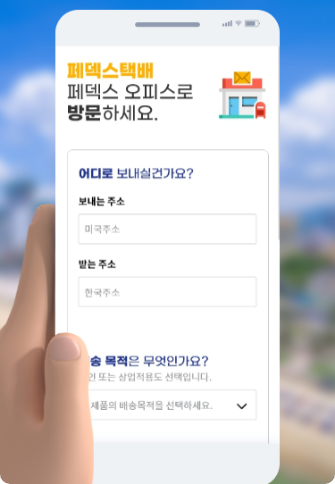 페덱스택배
페덱스 오피스로
방문하세요.
어디로 보내실건가요?
보내는 주소
미국주소
받는 주소
한국주소
송 목적은 무엇인가요?
또는 상업적용도 선택입니다.
제품의 배송목적을 선택하세요.